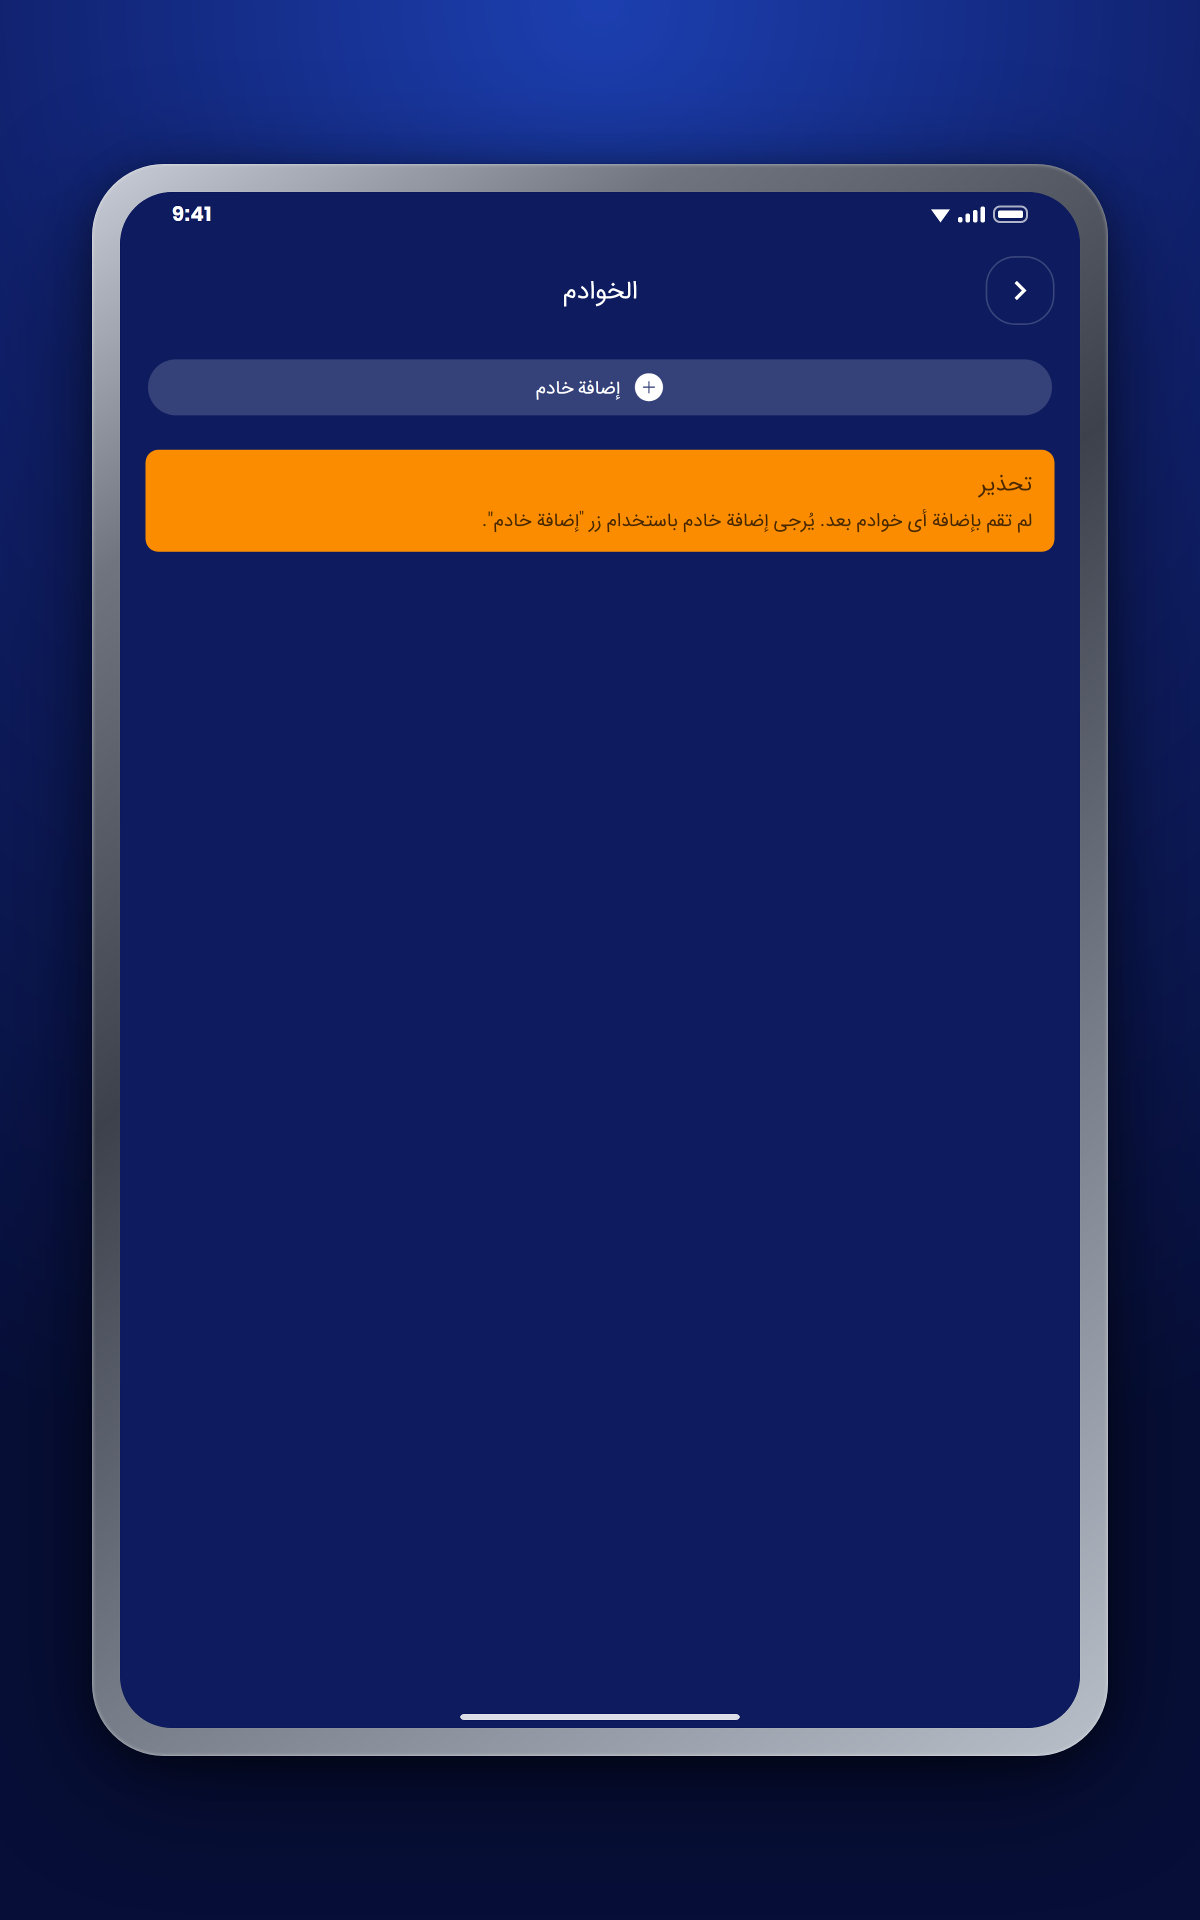 9:41
الخوادم
إضافة خادم
تحذير
لم تقم بإضافة أي خوادم بعد. يُرجى إضافة خادم باستخدام زر "إضافة خادم".